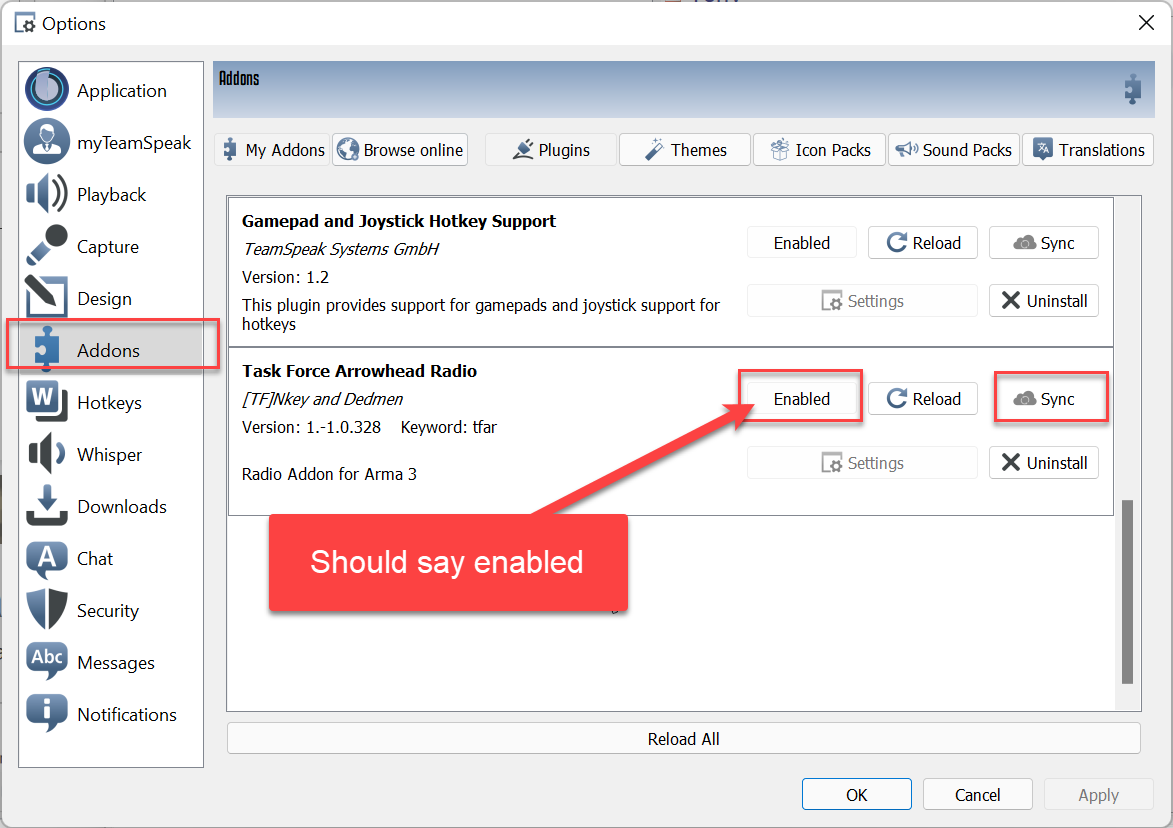 Options
Application
myTeamSpeak
Playback
Capture
Design
Addons
Hotkeys
Whisper
Downloads
Chat
Security
Messages
Notifications
Addons
My Addons
Browse online
Plugins
Themes
Icon Packs
Sound Packs
Translations
Gamepad and Joystick Hotkey Support
TeamSpeak Systems GmbH
Version: 1.2
This plugin provides support for gamepads and joystick support for
hotkeys
Enabled
Reload
Sync
Settings
Uninstall
Task Force Arrowhead Radio
[TF]Nkey and Dedmen
Version: 1.-1.0.328 Keyword: tfar
Radio Addon for Arma 3
Enabled
Reload
Sync
Settings
Uninstall
Should say enabled
Reload All
OK
Cancel
Apply
W
A
Abc
i